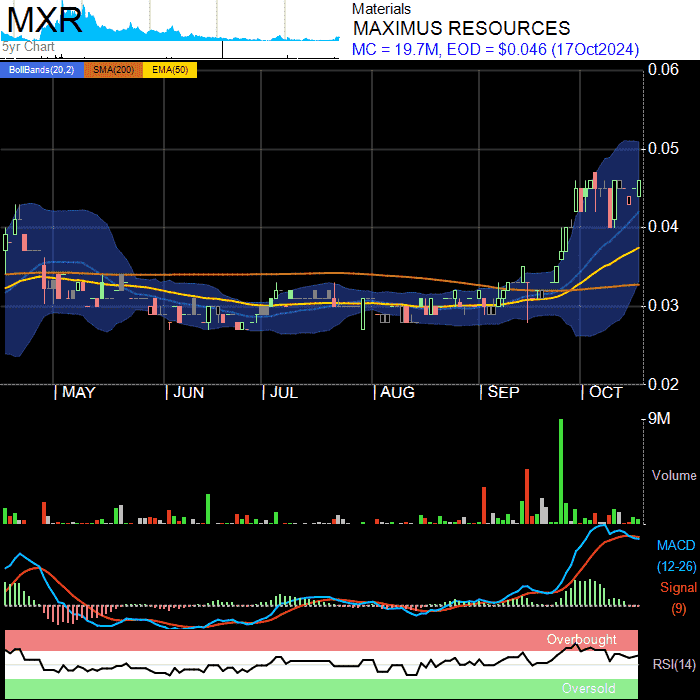 MXR
5yr Chart
Materials
MAXIMUS RESOURCES
MC = 19.7M, EOD = $0.046 (17Oct2024)
BollBands(20,2) SMA(200) EMA(50)
0.06
0.05
0.04
0.03
0.02
MAY JUN JUL AUG SEP OCT
9M
Volume
MACD
(12-26)
Signal
(9)
Overbought
RSI(14)
Oversold